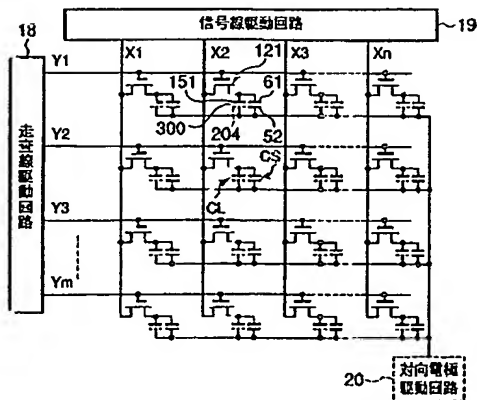 信号線駆動回路
19
18
走査線駆動回路
X1
X2
X3
Xn
Y1
121
151
61
300
52
204
Y2
CS
CL
Y3
Ym
20
対向電極
駆動回路